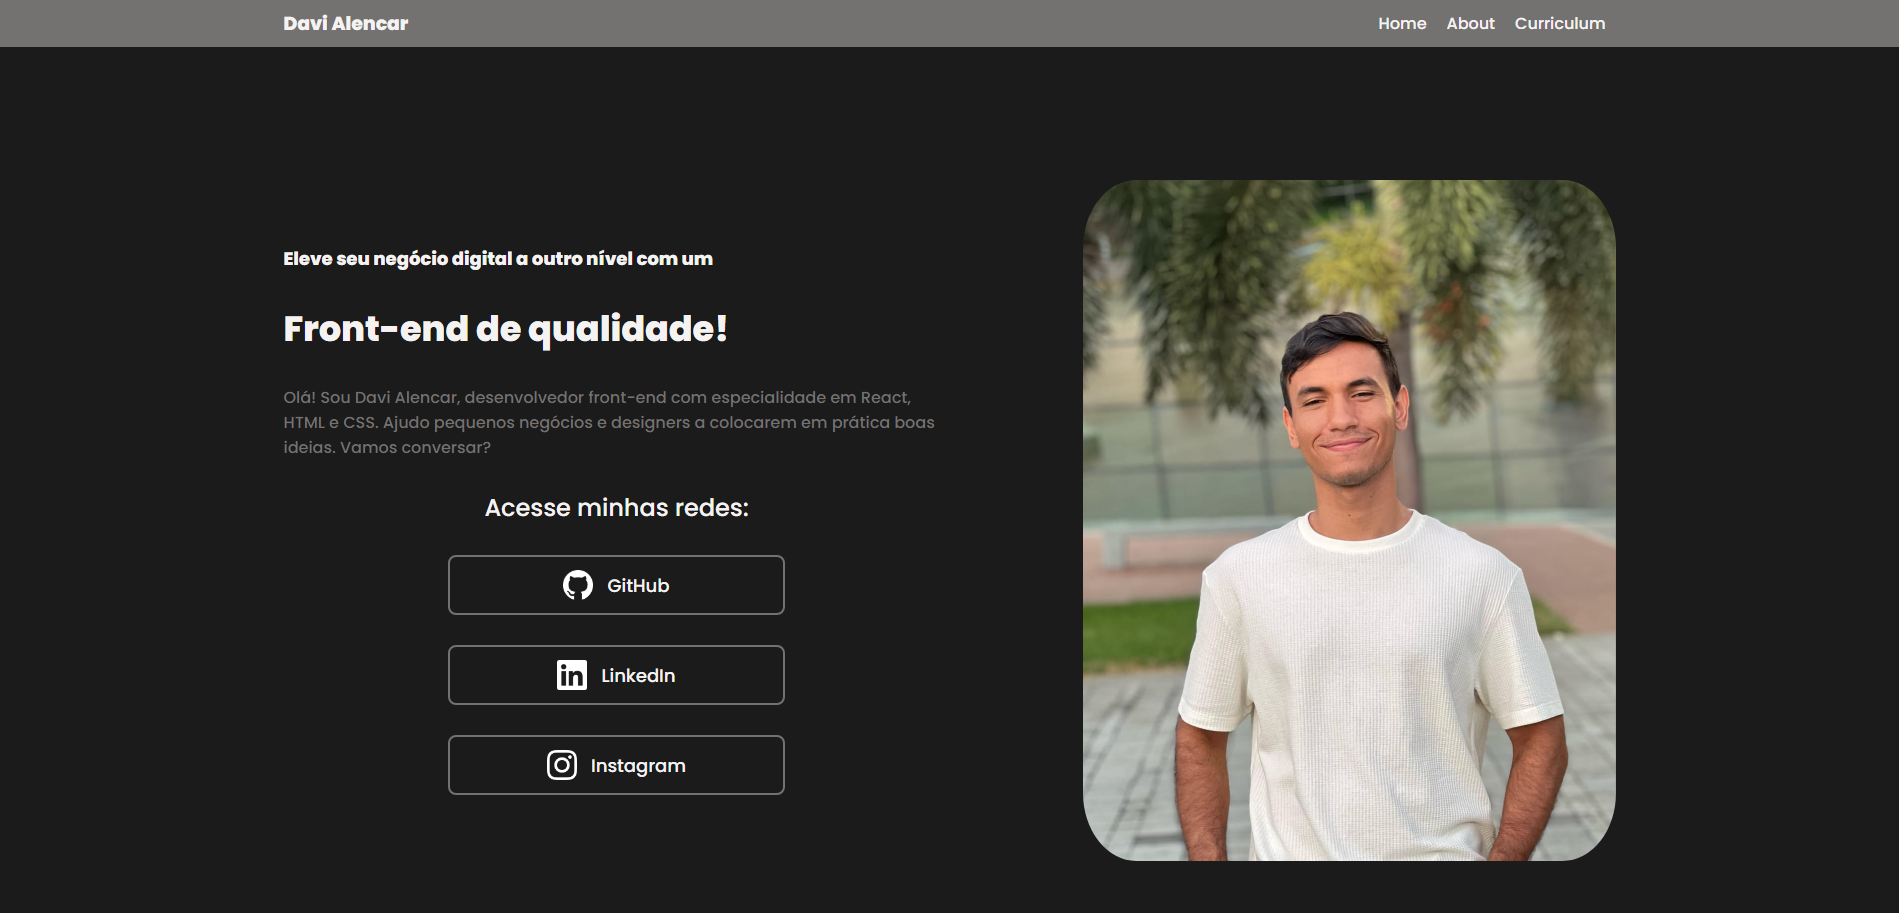 Davi Alencar
Home About Curriculum
Eleve seu negócio digital a outro nível com um
Front-end de qualidade!
Olá! Sou Davi Alencar, desenvolvedor front-end com especialidade em React,
HTML e CSS. Ajudo pequenos negócios e designers a colocarem em prática boas
ideias. Vamos conversar?
Acesse minhas redes:
GitHub
LinkedIn
Instagram